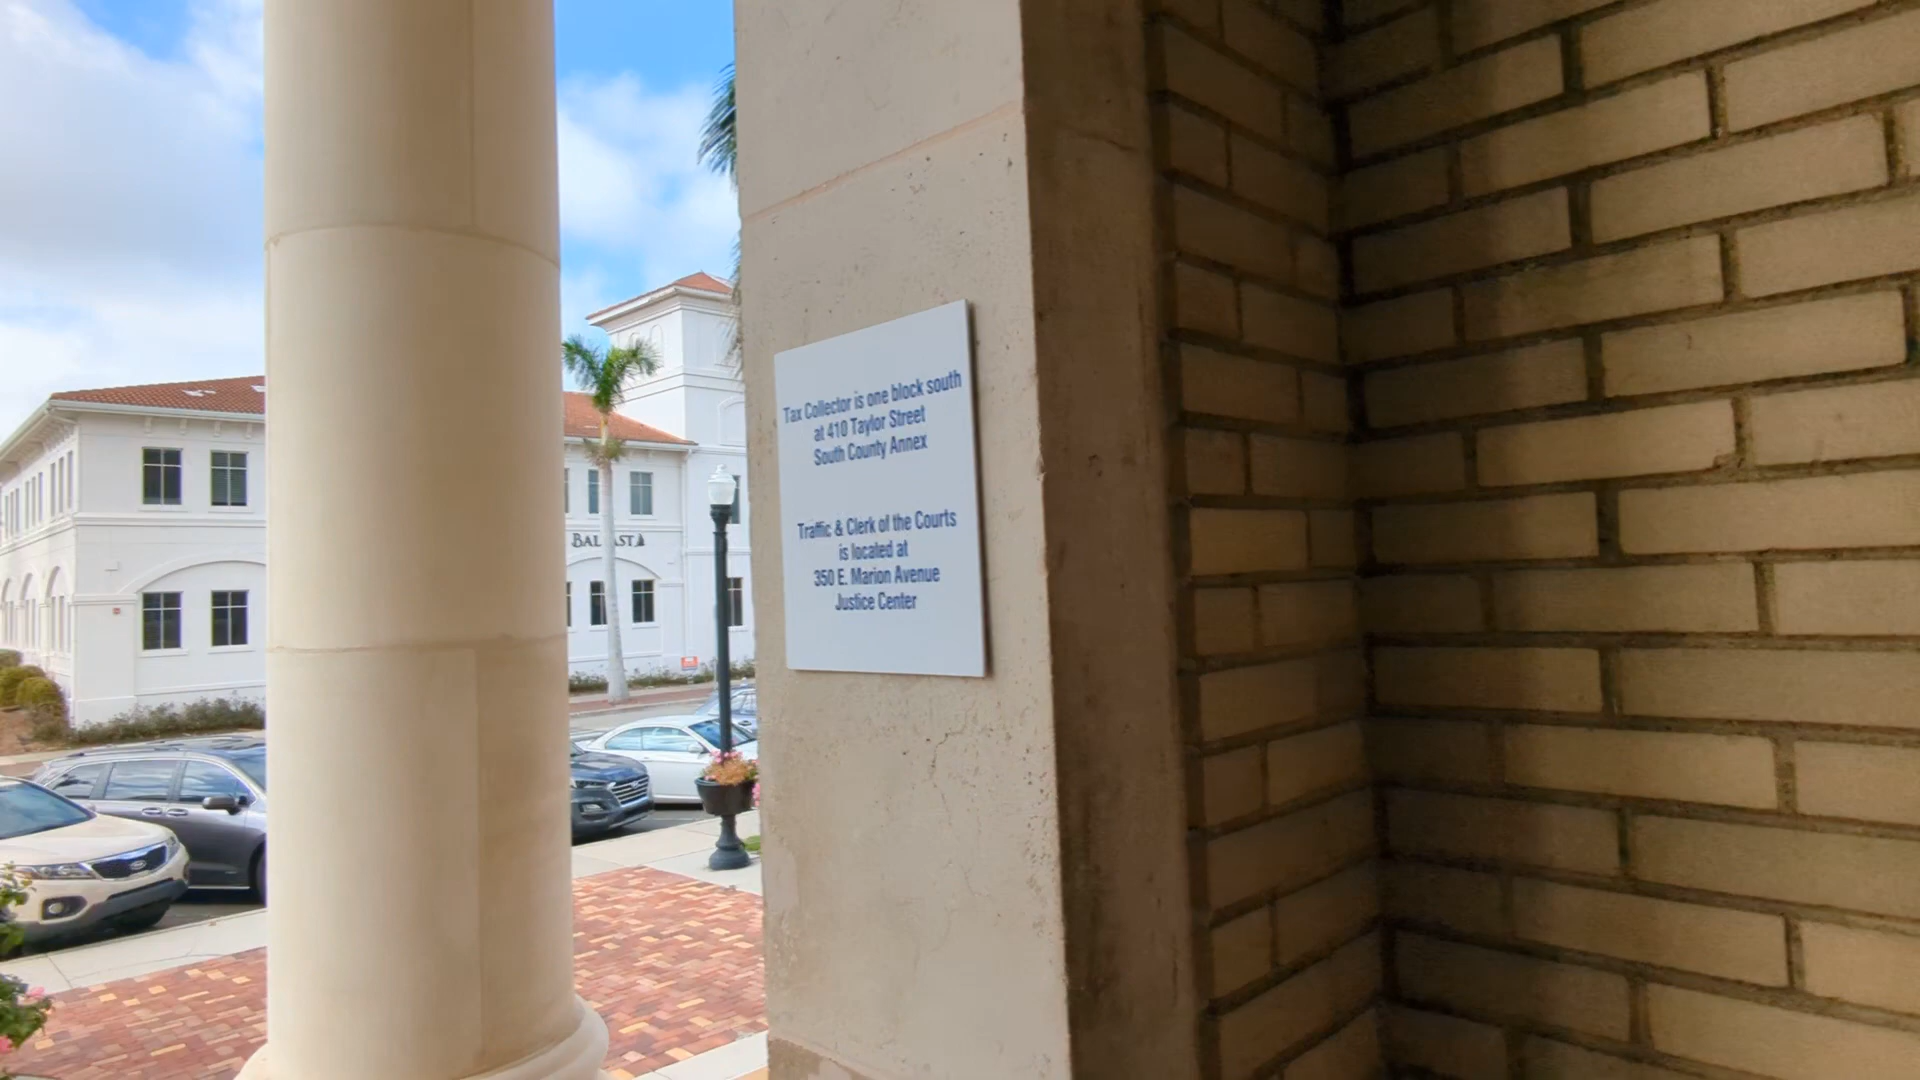 Tax Collector is one block south
at 410 Taylor Street
South County Annex
Traffic & Clerk of the Courts
is located at
350 E. Marion Avenue
Justice Center